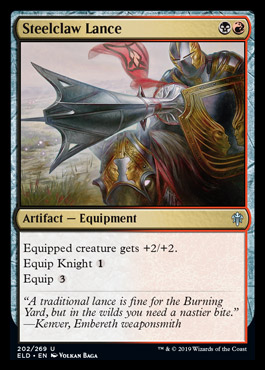 Steelclaw Lance
Artifact — Equipment
Equipped creature gets +2/+2.
Equip Knight 1
Equip 3
“A traditional lance is fine for the Burning
Yard, but in the wilds you need a nastier bite.”
—Kenver, Embereth weaponsmith
202/269 U
ELD • EN VOLKAN BAGA
™ & © 2019 Wizards of the Coast